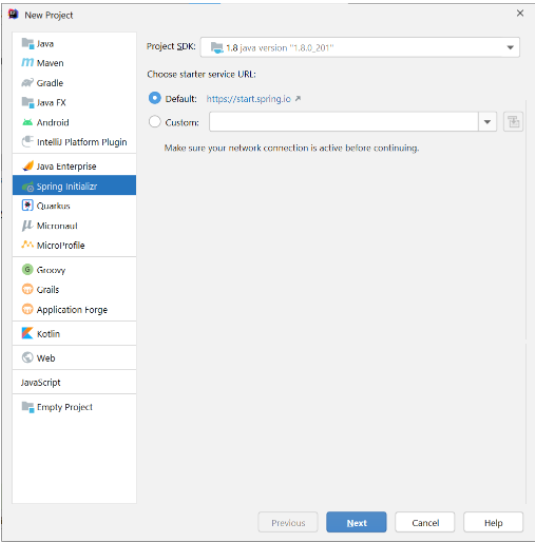 New Project
Java
Maven
Gradle
Java FX
Android
IntelliJ Platform Plugin
Java Enterprise
Spring Initializr
Quarkus
Micronaut
MicroProfile
Groovy
Grails
Application Forge
Kotlin
Web
JavaScript
Empty Project
Project SDK: 1.8 java version "1.8.0_201"
Choose starter service URL:
Default: https://start.spring.io
Custom:
Make sure your network connection is active before continuing.
Previous Next Cancel Help